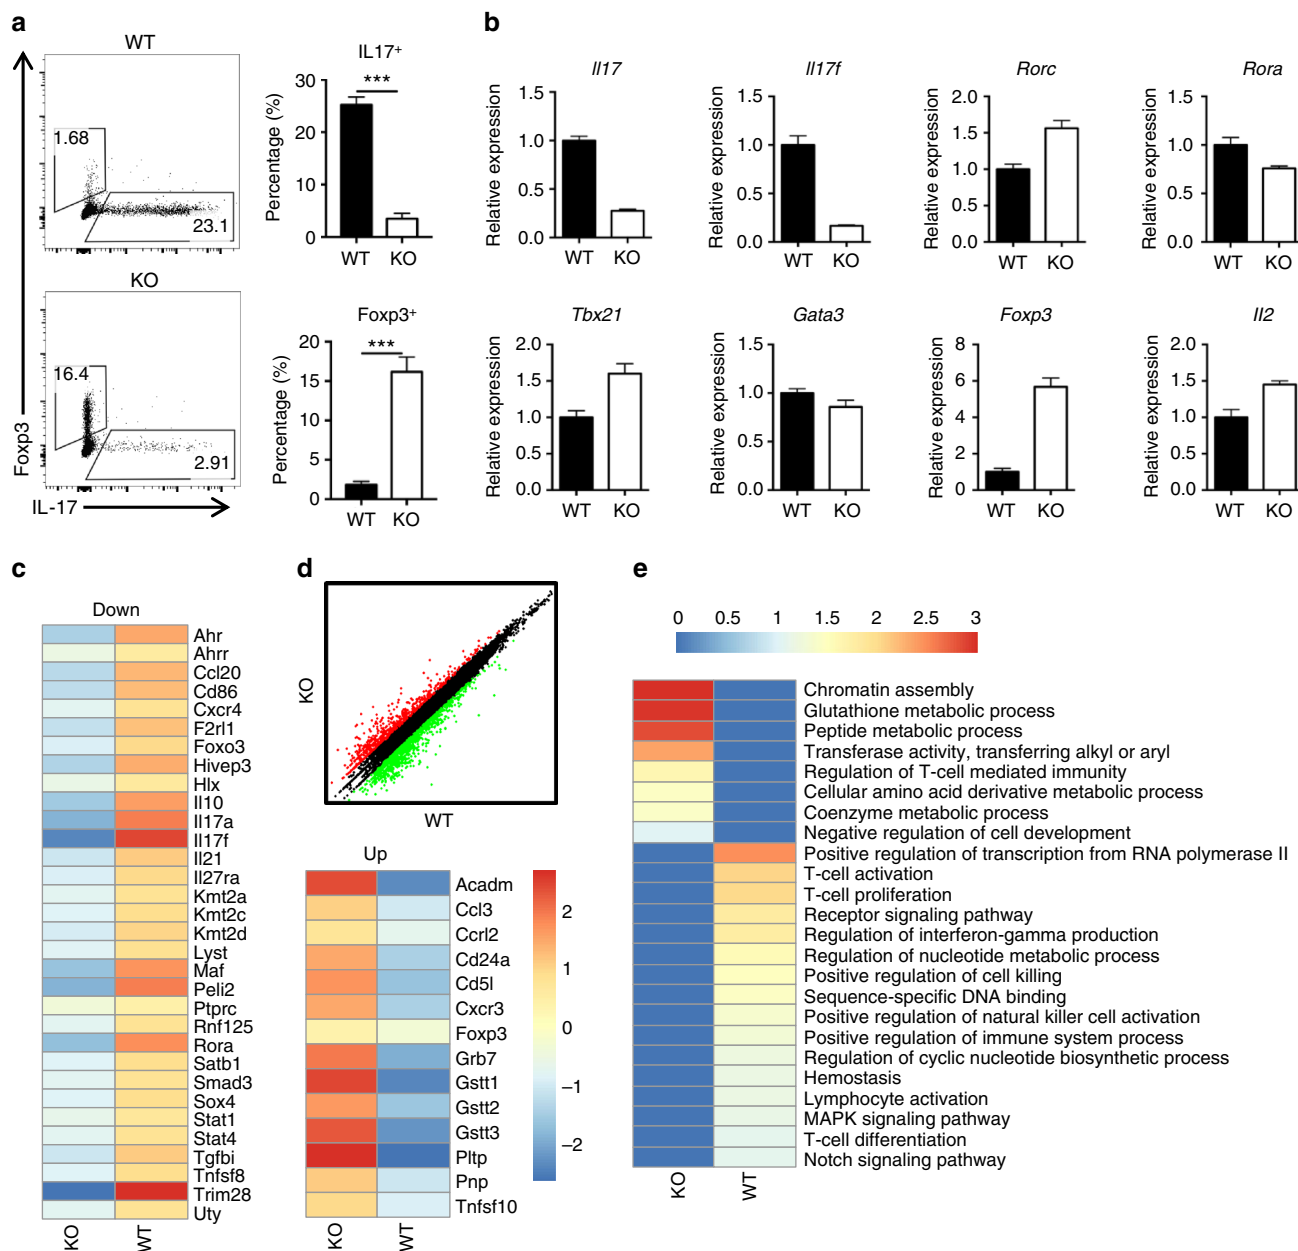 a
WT
1.68
23.1
KO
16.4
2.91
Foxp3
IL-17
IL17+
Percentage (%)
30
20
10
0
***
WT KO
Foxp3+
Percentage (%)
20
15
10
5
0
***
WT KO
b
Il17
Relative expression
1.5
1.0
0.5
0.0
WT KO
Il17f
Relative expression
1.5
1.0
0.5
0.0
WT KO
Rorc
Relative expression
2.0
1.5
1.0
0.5
0.0
WT KO
Rora
Relative expression
1.5
1.0
0.5
0.0
WT KO
Tbx21
Relative expression
2.0
1.5
1.0
0.5
0.0
WT KO
Gata3
Relative expression
1.5
1.0
0.5
0.0
WT KO
Foxp3
Relative expression
8
6
4
2
0
WT KO
Il2
Relative expression
2.0
1.5
1.0
0.5
0.0
WT KO
c
Down
Ahr
Ahrr
Ccl20
Cd86
Cxcr4
F2rl1
Foxo3
Hivep3
Hlx
Il10
Il17a
Il17f
Il21
Il27ra
Kmt2a
Kmt2c
Kmt2d
Lyst
Maf
Peli2
Ptprc
Rnf125
Rora
Satb1
Smad3
Sox4
Stat1
Stat4
Tgfbi
Tnfsf8
Trim28
Uty
KO
WT
d
KO
WT
Up
Acadm
Ccl3
Ccrl2
Cd24a
Cd5l
Cxcr3
Foxp3
Grb7
Gstt1
Gstt2
Gstt3
Pltp
Pnp
Tnfsf10
KO
WT
2
1
0
−1
−2
e
0 0.5 1 1.5 2 2.5 3
Chromatin assembly
Glutathione metabolic process
Peptide metabolic process
Transferase activity, transferring alkyl or aryl
Regulation of T-cell mediated immunity
Cellular amino acid derivative metabolic process
Coenzyme metabolic process
Negative regulation of cell development
Positive regulation of transcription from RNA polymerase II
T-cell activation
T-cell proliferation
Receptor signaling pathway
Regulation of interferon-gamma production
Regulation of nucleotide metabolic process
Positive regulation of cell killing
Sequence-specific DNA binding
Positive regulation of natural killer cell activation
Positive regulation of immune system process
Regulation of cyclic nucleotide biosynthetic process
Hemostasis
Lymphocyte activation
MAPK signaling pathway
T-cell differentiation
Notch signaling pathway
KO
WT